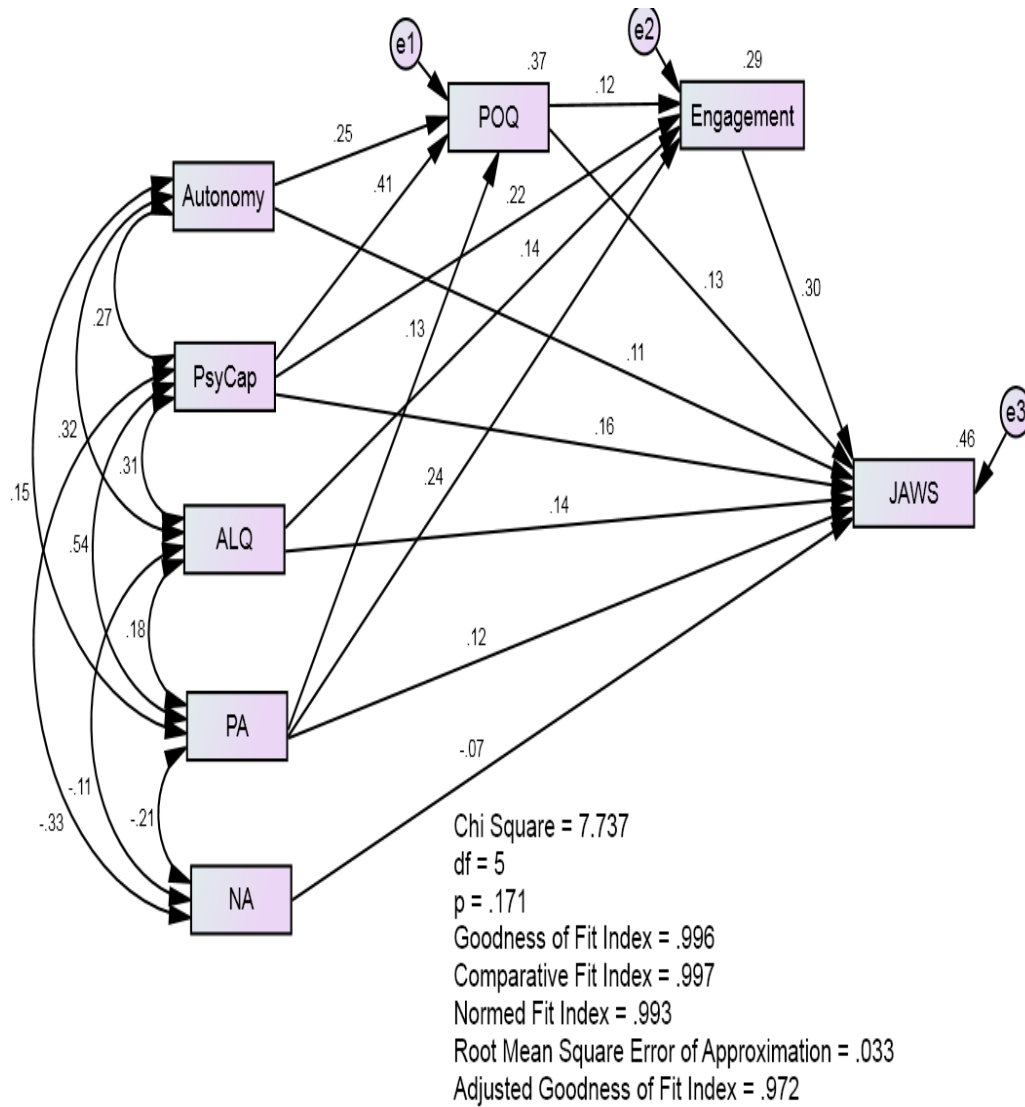 e1
e2
.37
.29
.12
POQ
Engagement
.25
Autonomy
.41
.22
.14
.13
.30
.27
.13
.11
PsyCap
e3
.32
.31
.16
.46
.15
.24
JAWS
.54
ALQ
.14
.18
.12
PA
-.07
-.11
-.33
-.21
NA
Chi Square = 7.737
df = 5
p = .171
Goodness of Fit Index = .996
Comparative Fit Index = .997
Normed Fit Index = .993
Root Mean Square Error of Approximation = .033
Adjusted Goodness of Fit Index = .972